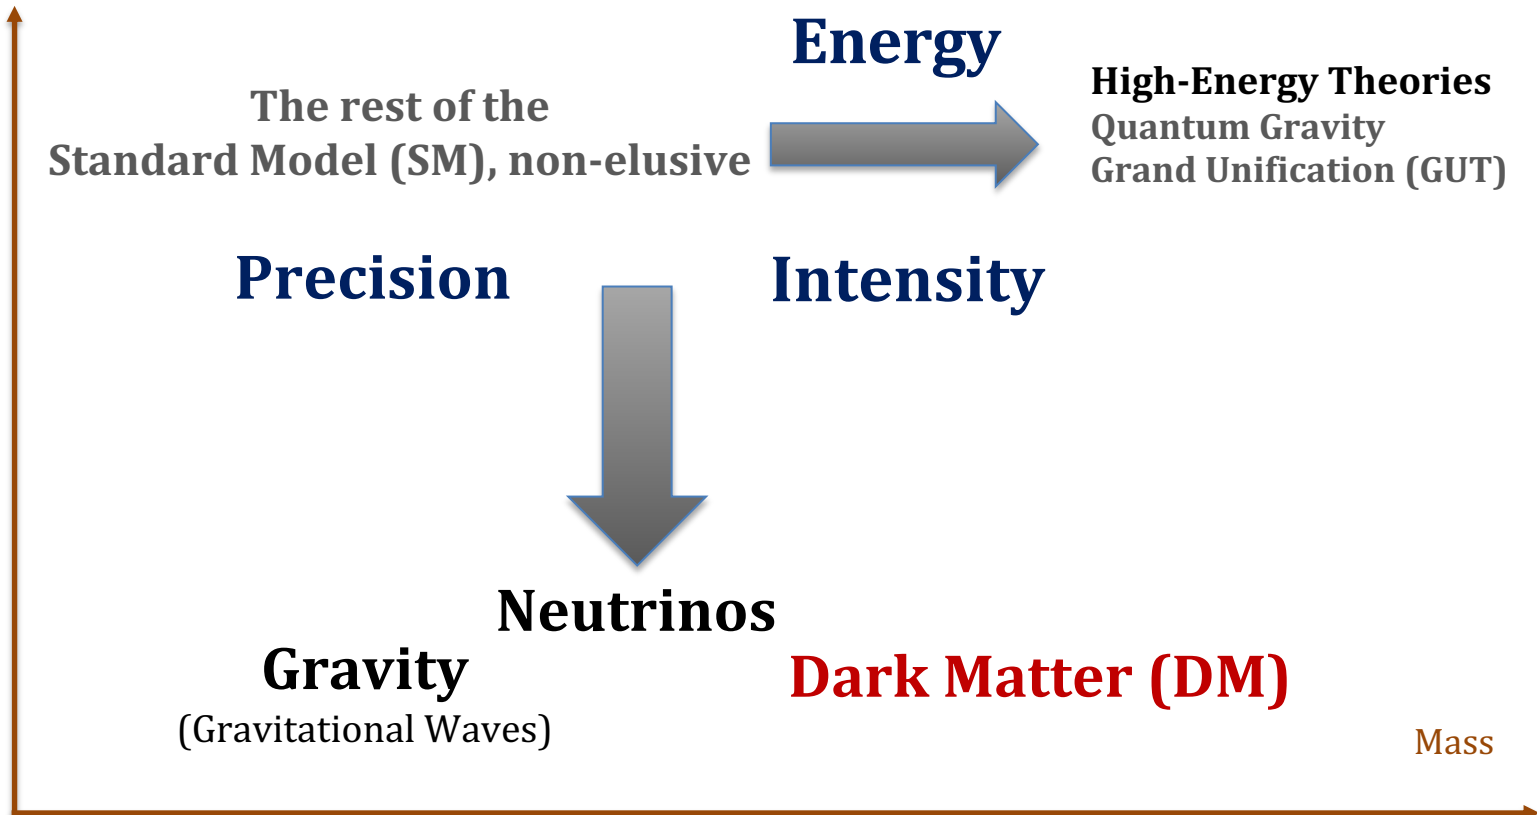 Energy
The rest of the
Standard Model (SM), non-elusive
High-Energy Theories
Quantum Gravity
Grand Unification (GUT)
Precision
Intensity
Neutrinos
Gravity
(Gravitational Waves)
Dark Matter (DM)
Mass